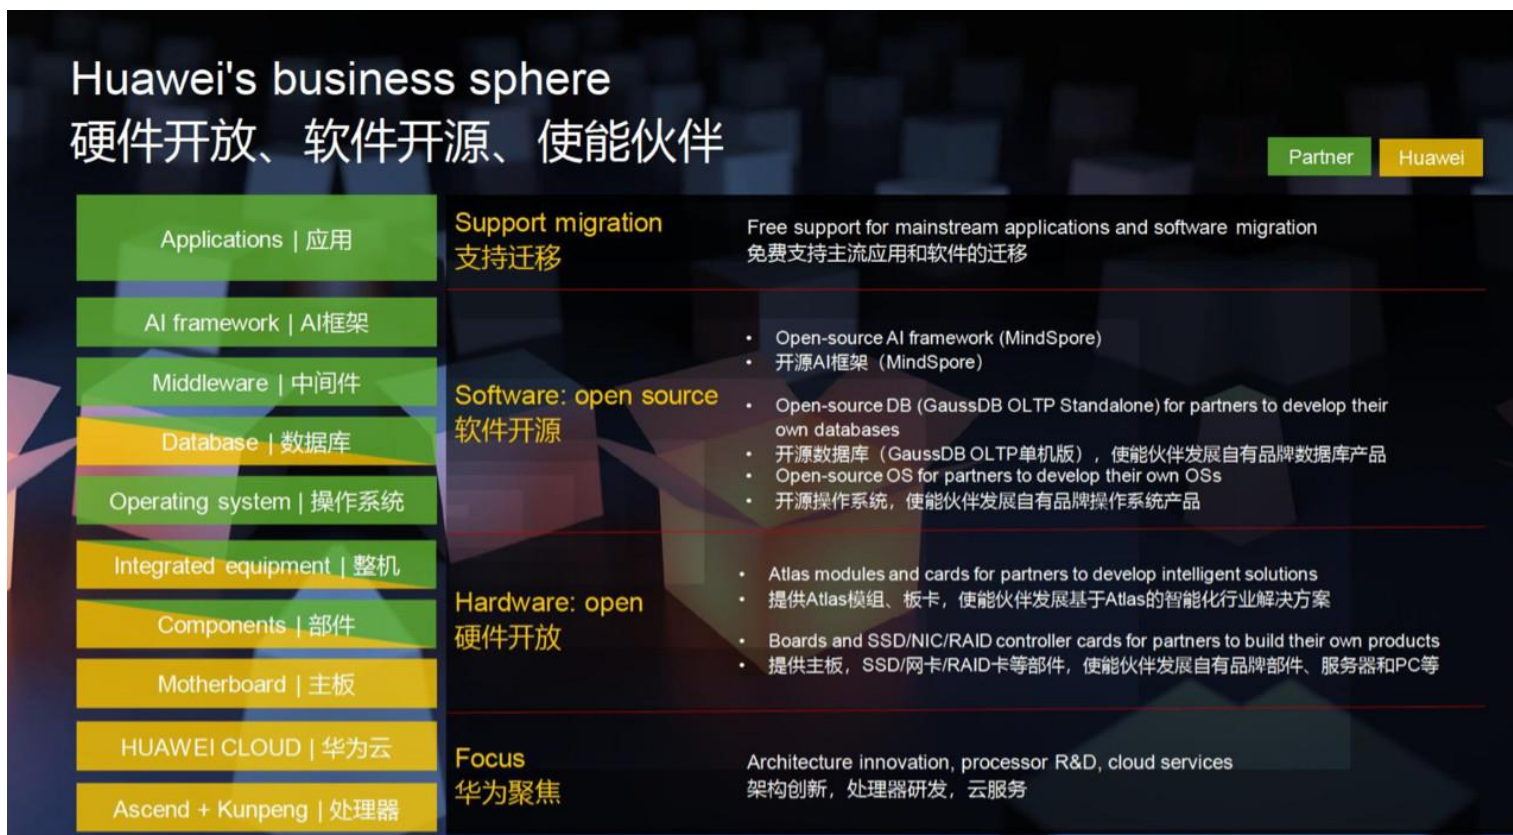 Huawei's business sphere
硬件开放、软件开源、使能伙伴
Partner
Huawei
Applications | 应用
Support migration
支持迁移
Free support for mainstream applications and software migration
免费支持主流应用和软件的迁移
AI framework | AI框架
Middleware | 中间件
Database | 数据库
Operating system | 操作系统
Software: open source
软件开源
• Open-source AI framework (MindSpore)
• 开源AI框架（MindSpore）
• Open-source DB (GaussDB OLTP Standalone) for partners to develop their
own databases
• 开源数据库（GaussDB OLTP单机版），使能伙伴发展自有品牌数据库产品
• Open-source OS for partners to develop their own OSs
• 开源操作系统，使能伙伴发展自有品牌操作系统产品
Integrated equipment | 整机
Components | 部件
Motherboard | 主板
Hardware: open
硬件开放
• Atlas modules and cards for partners to develop intelligent solutions
• 提供Atlas模组、板卡，使能伙伴发展基于Atlas的智能化行业解决方案
• Boards and SSD/NIC/RAID controller cards for partners to build their own products
• 提供主板，SSD/网卡/RAID卡等部件，使能伙伴发展自有品牌部件、服务器和PC等
HUAWEI CLOUD | 华为云
Ascend + Kunpeng | 处理器
Focus
华为聚焦
Architecture innovation, processor R&D, cloud services
架构创新，处理器研发，云服务